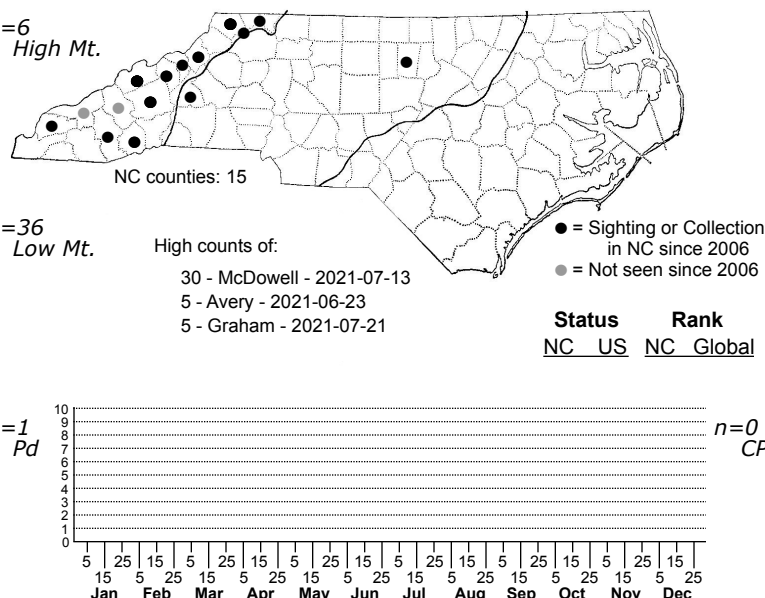 =6
High Mt.
NC counties: 15
=36
Low Mt.
High counts of:
30 - McDowell - 2021-07-13
5 - Avery - 2021-06-23
5 - Graham - 2021-07-21
● = Sighting or Collection
in NC since 2006
● = Not seen since 2006
Status Rank
NC US NC Global
=1
Pd
n=0
CP
10
9
8
7
6
5
4
3
2
1
0
5 25 15 5 25 15 5 25 15 5 25 15 5 25 15 5 25 15
15 5 25 15 5 25 15 5 25 15 5 25 15 5 25 15 5 25
Jan Feb Mar Apr May Jun Jul Aug Sep Oct Nov Dec